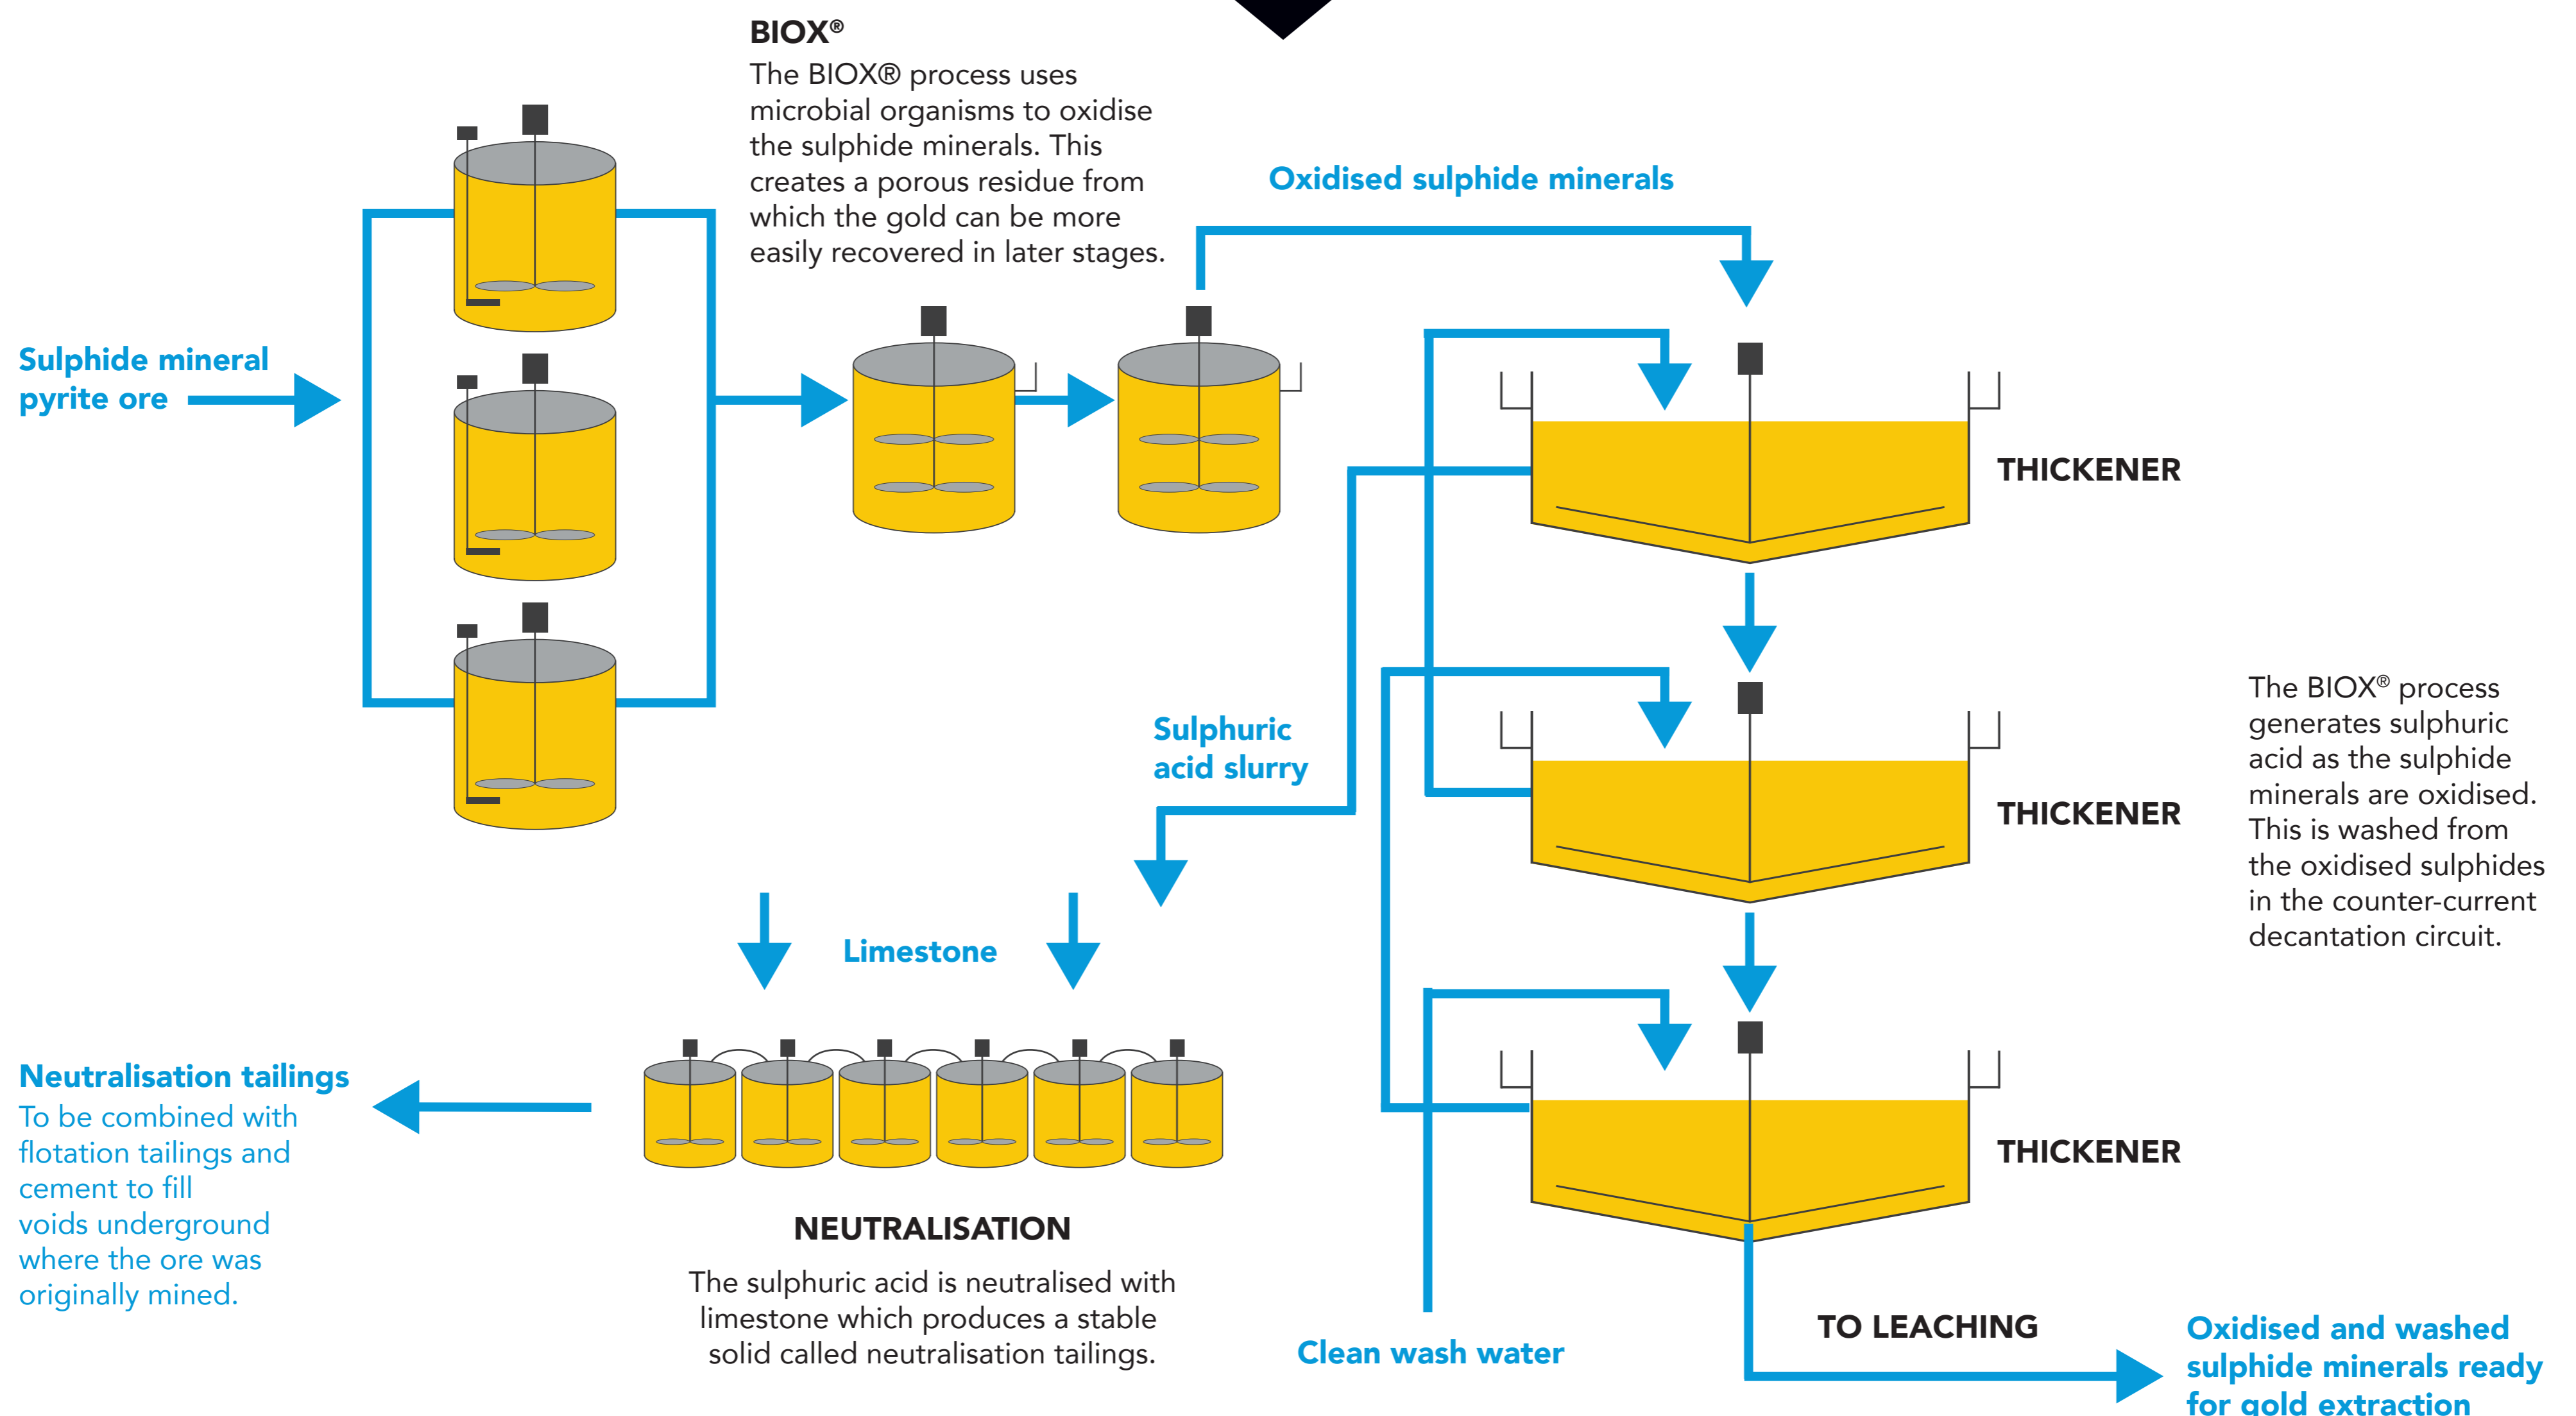 BIOX®
The BIOX® process uses
microbial organisms to oxidise
the sulphide minerals. This
creates a porous residue from
which the gold can be more
easily recovered in later stages.
Oxidised sulphide minerals
Sulphide mineral
pyrite ore
THICKENER
Sulphuric
acid slurry
THICKENER
The BIOX® process
generates sulphuric
acid as the sulphide
minerals are oxidised.
This is washed from
the oxidised sulphides
in the counter-current
decantation circuit.
Limestone
Neutralisation tailings
To be combined with
flotation tailings and
cement to fill
voids underground
where the ore was
originally mined.
THICKENER
NEUTRALISATION
The sulphuric acid is neutralised with
limestone which produces a stable
solid called neutralisation tailings.
Clean wash water
TO LEACHING
Oxidised and washed
sulphide minerals ready
for gold extraction